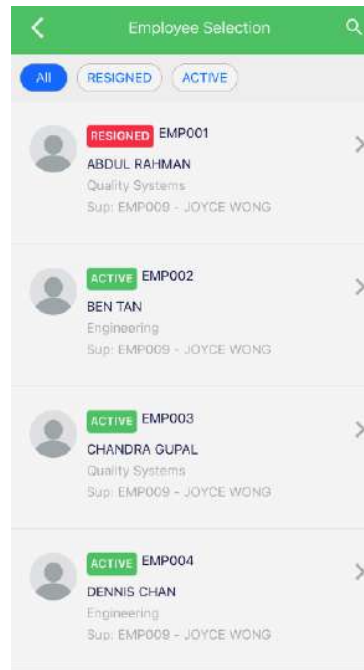 Employee Selection
All RESIGNED ACTIVE
RESIGNED EMP001
ABDUL RAHMAN
Quality Systems
Sup: EMP009 - JOYCE WONG
ACTIVE EMP002
BEN TAN
Engineering
Sup: EMP009 - JOYCE WONG
ACTIVE EMP003
CHANDRA GUPAL
Quality Systems
Sup: EMP009 - JOYCE WONG
ACTIVE EMP004
DENNIS CHAN
Engineering
Sup: EMP009 - JOYCE WONG